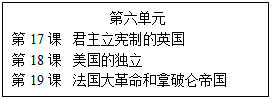 第六单元
第 17 课 君主立宪制的英国
第 18 课 美国的独立
第 19 课 法国大革命和拿破仑帝国